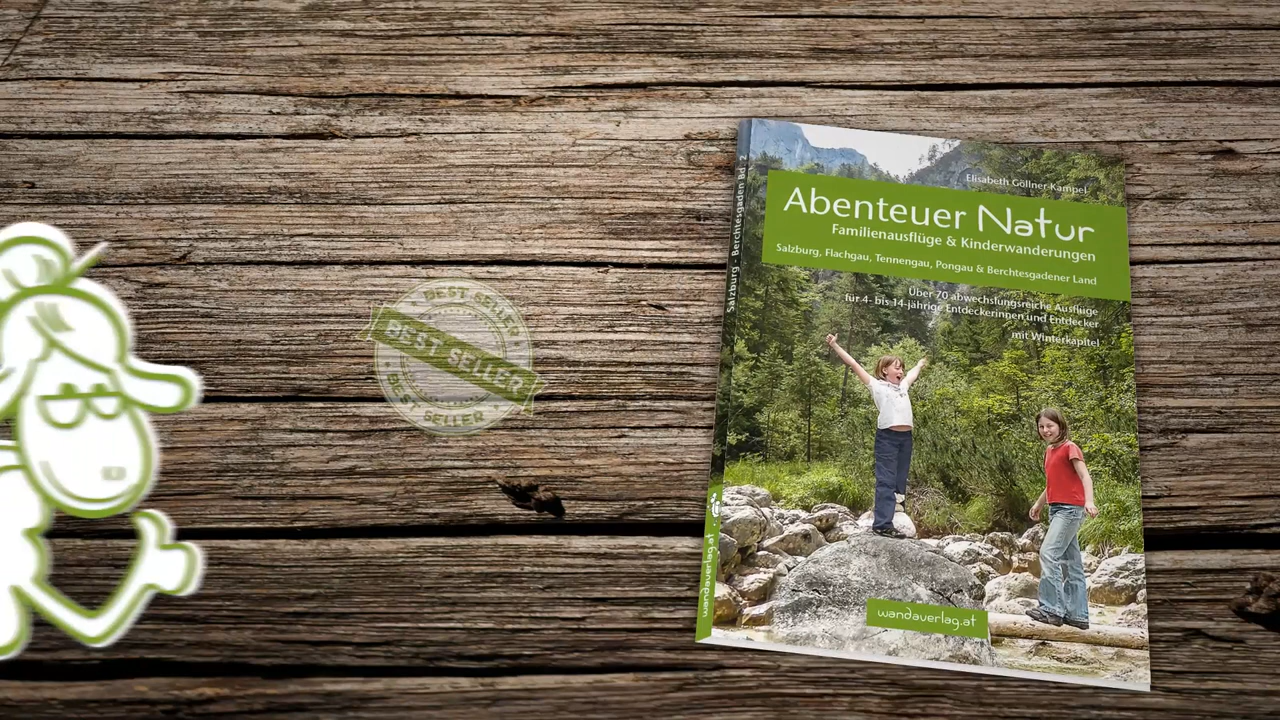 BEST SELLER
BEST SELLER
BEST SELLER
Salzburg - Berchtesgaden Bd. 2
wandaverlag.at
Elisabeth Göllner-Kampel
Abenteuer Natur
Familienausflüge & Kinderwanderungen
Salzburg, Flachgau, Tennengau, Pongau & Berchtesgadener Land
Über 70 abwechslungsreiche Ausflüge
für 4- bis 14-jährige Entdeckerinnen und Entdecker
mit Winterkapitel
wandaverlag.at